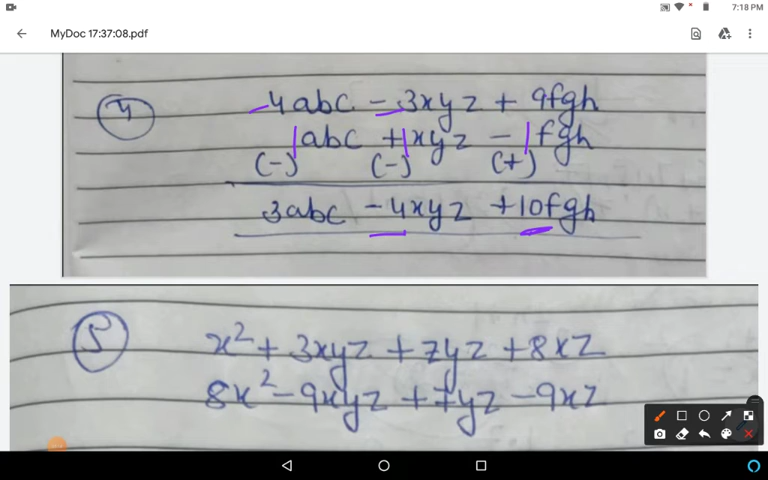 7:18 PM
MyDoc 17:37:08.pdf
4 4abc - 3xyz + 9fgh
1abc + 1xyz - 1fgh
(-) (-) (+)
3abc - 4xyz + 10fgh
5 x² + 3xyz + 7yz + 8xz
8x² - 9xyz + 7yz - 9xz